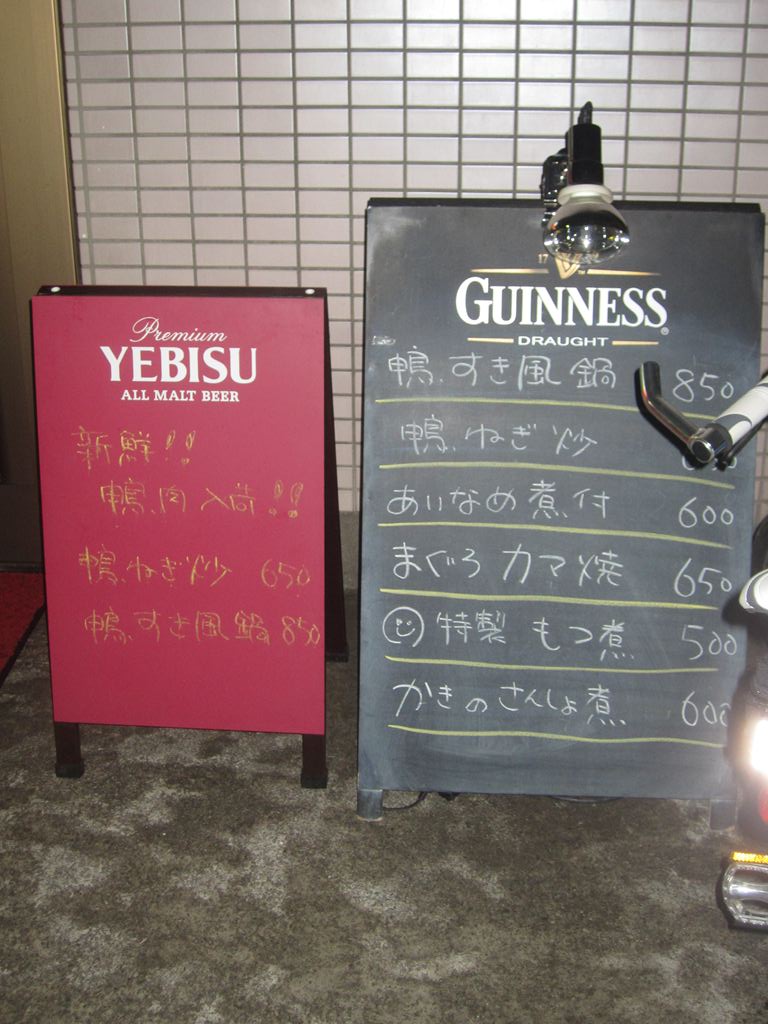 Premium
YEBISU
ALL MALT BEER
新鮮!!
鴨肉入荷!!
鴨ねぎ炒 650
鴨すき風鍋 850
17
GUINNESS®
DRAUGHT
鴨すき風鍋 850
鴨ねぎ炒
あいなめ煮付 600
まぐろカマ焼 650
特製もつ煮 500
かきのさんしょ煮 600